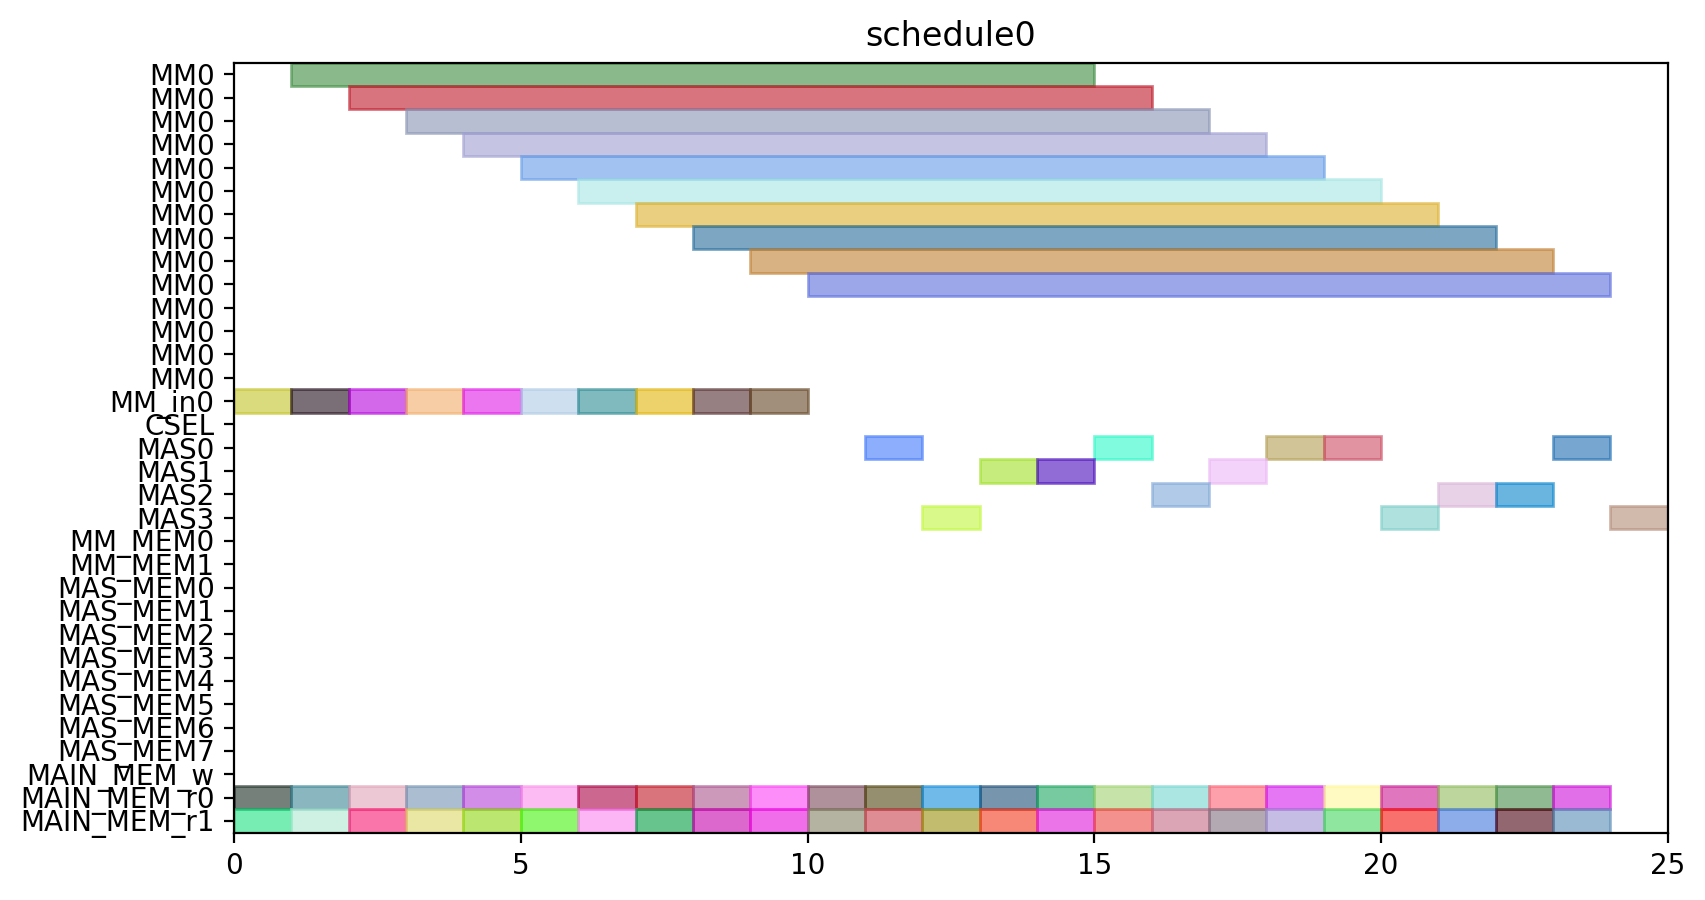 schedule0
MM0
MM0
MM0
MM0
MM0
MM0
MM0
MM0
MM0
MM0
MM0
MM0
MM0
MM0
MM_in0
CSEL
MAS0
MAS1
MAS2
MAS3
MM_MEM0
MM_MEM1
MAS_MEM0
MAS_MEM1
MAS_MEM2
MAS_MEM3
MAS_MEM4
MAS_MEM5
MAS_MEM6
MAS_MEM7
MAIN_MEM_w
MAIN_MEM_r0
MAIN_MEM_r1
0 5 10 15 20 25